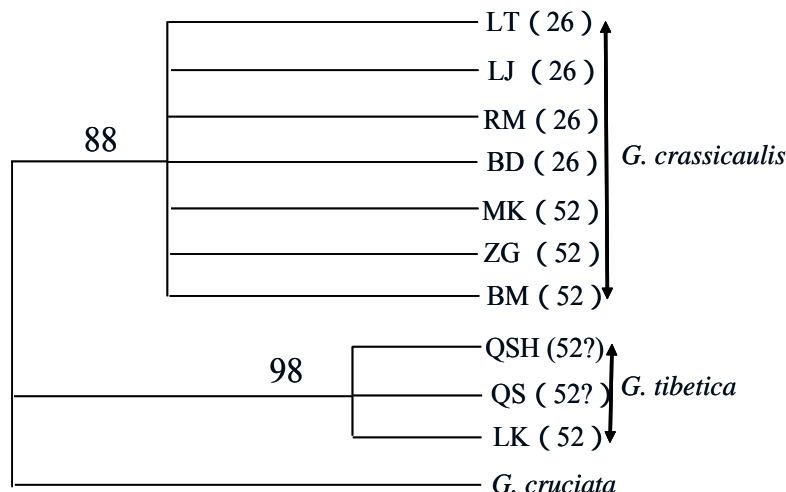 LT ( 26 )
LJ ( 26 )
88
RM ( 26 )
G. crassicaulis
BD ( 26 )
MK ( 52 )
ZG ( 52 )
BM ( 52 )
QSH (52?)
98
G. tibetica
QS ( 52? )
LK ( 52 )
G. cruciata